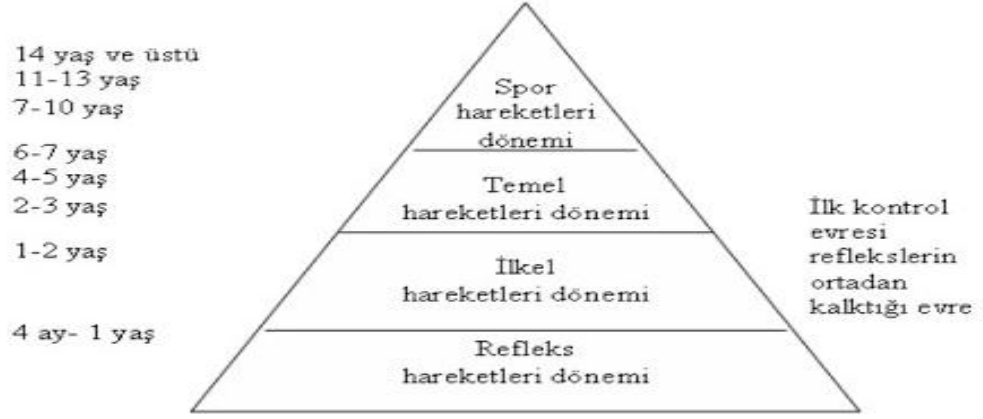 14 yaş ve üstü
11-13 yaş
7-10 yaş
6-7 yaş
4-5 yaş
2-3 yaş
1-2 yaş
4 ay- 1 yaş
Spor
hareketleri
dönemi
Temel
hareketleri dönemi
İlkel
hareketleri dönemi
Refleks
hareketleri dönemi
İlk kontrol
evresi
reflekslerin
ortadan
kalktığı evre